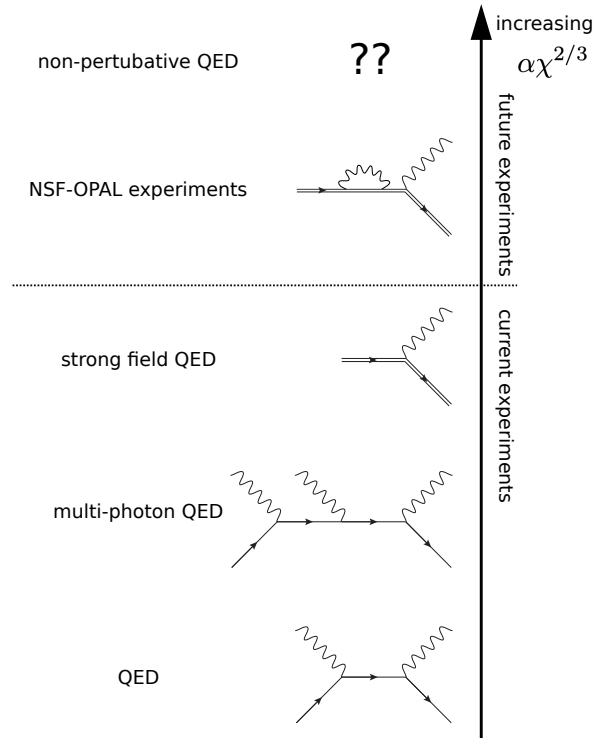 increasing
αχ^{2/3}
non-pertubative QED
??
future experiments
NSF-OPAL experiments
strong field QED
current experiments
multi-photon QED
QED